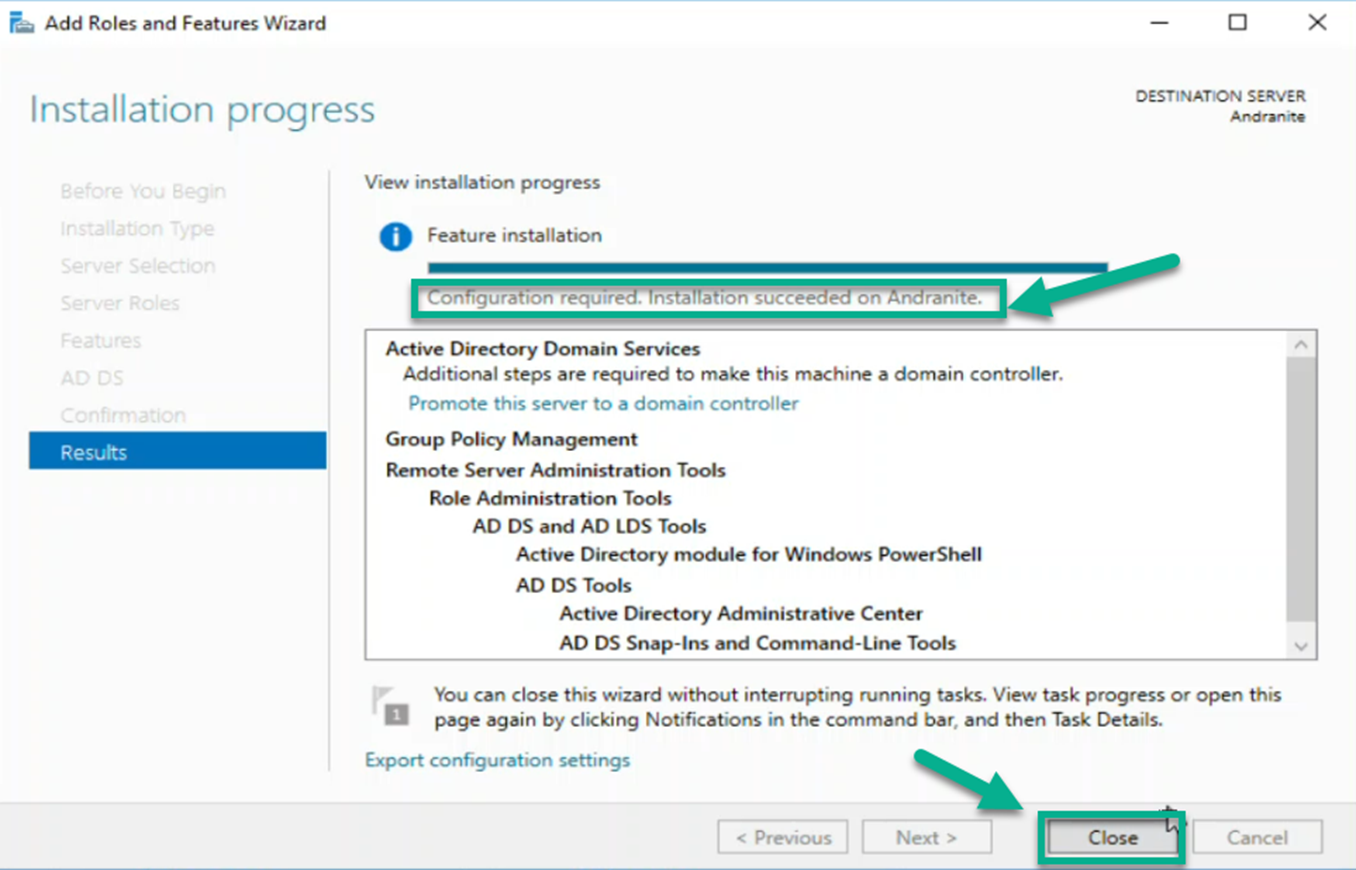 Add Roles and Features Wizard
Installation progress
DESTINATION SERVER
Andranite
Before You Begin
Installation Type
Server Selection
Server Roles
Features
AD DS
Confirmation
Results
View installation progress
Feature installation
Configuration required. Installation succeeded on Andranite.
Active Directory Domain Services
Additional steps are required to make this machine a domain controller.
Promote this server to a domain controller
Group Policy Management
Remote Server Administration Tools
Role Administration Tools
AD DS and AD LDS Tools
Active Directory module for Windows PowerShell
AD DS Tools
Active Directory Administrative Center
AD DS Snap-Ins and Command-Line Tools
1
You can close this wizard without interrupting running tasks. View task progress or open this
page again by clicking Notifications in the command bar, and then Task Details.
Export configuration settings
< Previous
Next >
Close
Cancel